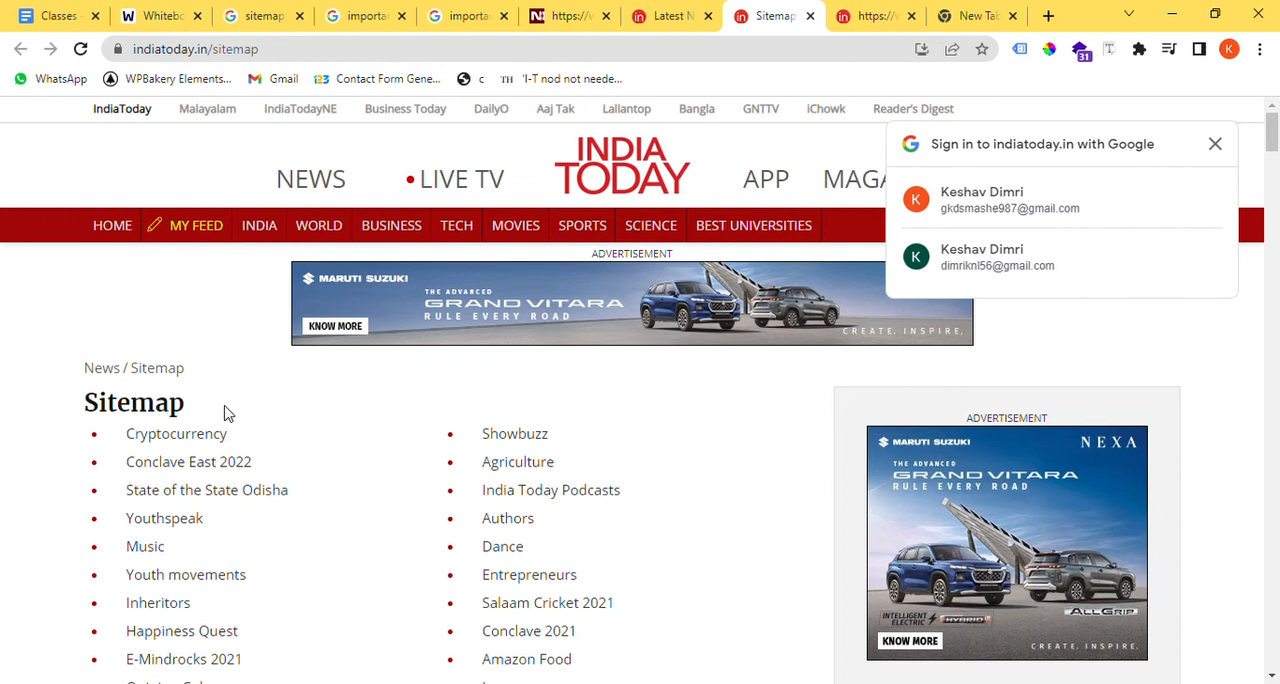 Classes -
Whiteb
sitemap
importa
importa
https://v
Latest N
Sitemap
https://
New Tab
indiatoday.in/sitemap
31
K
WhatsApp
WPBakery Elements...
Gmail
123 Contact Form Gene...
c
TH 'I-T nod not neede...
IndiaToday Malayalam IndiaTodayNE Business Today DailyO Aaj Tak Lallantop Bangla GNTTV iChowk Reader's Digest
NEWS
LIVE TV
INDIA
TODAY
APP
MAGA
Sign in to indiatoday.in with Google
K
Keshav Dimri
gkdsmashe987@gmail.com
K
Keshav Dimri
dimriknl56@gmail.com
HOME MY FEED INDIA WORLD BUSINESS TECH MOVIES SPORTS SCIENCE BEST UNIVERSITIES
ADVERTISEMENT
MARUTI SUZUKI
THE ADVANCED
GRAND VITARA
RULE EVERY ROAD
KNOW MORE
CREATE. INSPIRE.
News / Sitemap
Sitemap
Cryptocurrency
Conclave East 2022
State of the State Odisha
Youthspeak
Music
Youth movements
Inheritors
Happiness Quest
E-Mindrocks 2021
Showbuzz
Agriculture
India Today Podcasts
Authors
Dance
Entrepreneurs
Salaam Cricket 2021
Conclave 2021
Amazon Food
ADVERTISEMENT
MARUTI SUZUKI
NEXA
THE ADVANCED
GRAND VITARA
RULE EVERY ROAD
ALLGRIP
INTELLIGENT
ELECTRIC HYBRID
KNOW MORE
CREATE. INSPIRE.